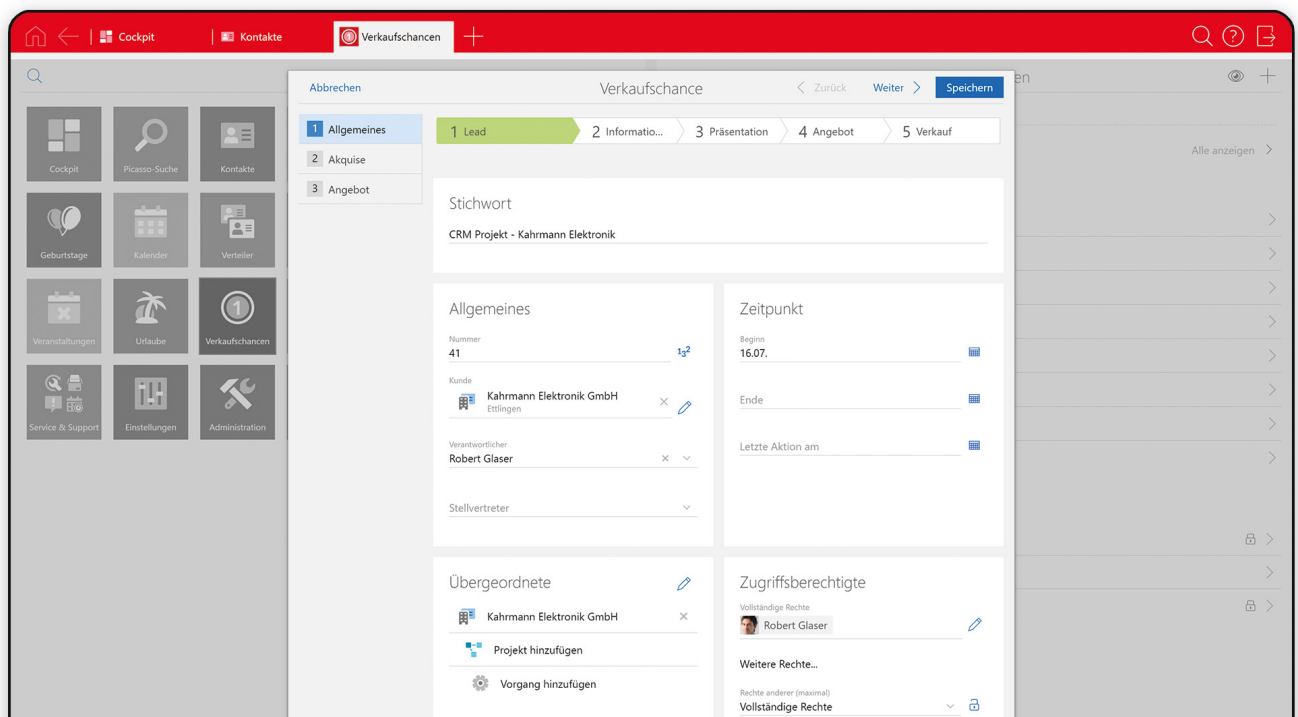 Cockpit
Kontakte
Verkaufschancen
en
Alle anzeigen
Cockpit
Picasso-Suche
Kontakte
Geburtstage
Kalender
Verteiler
Veranstaltungen
Urlaube
Verkaufschancen
Service & Support
Einstellungen
Administration
Abbrechen
Verkaufschance
Zurück
Weiter
Speichern
1 Allgemeines
2 Akquise
3 Angebot
1 Lead
2 Informatio...
3 Präsentation
4 Angebot
5 Verkauf
Stichwort
CRM Projekt - Kahrmann Elektronik
Allgemeines
Nummer
41
Kunde
Kahrmann Elektronik GmbH
Ettlingen
Verantwortlicher
Robert Glaser
Stellvertreter
Zeitpunkt
Beginn
16.07.
Ende
Letzte Aktion am
Übergeordnete
Kahrmann Elektronik GmbH
Projekt hinzufügen
Vorgang hinzufügen
Zugriffsberechtigte
Vollständige Rechte
Robert Glaser
Weitere Rechte...
Rechte anderer (maximal)
Vollständige Rechte